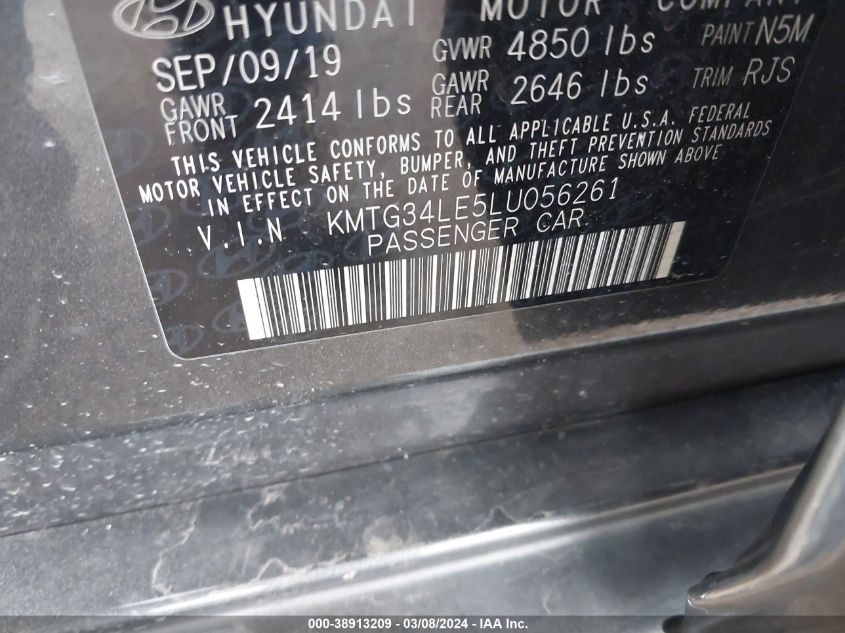 HYUNDAI MOTOR COMPANY
SEP/09/19 GVWR 4850 lbs PAINT N5M
GAWR FRONT 2414 lbs GAWR REAR 2646 lbs TRIM RJS
THIS VEHICLE CONFORMS TO ALL APPLICABLE U.S.A. FEDERAL
MOTOR VEHICLE SAFETY, BUMPER, AND THEFT PREVENTION STANDARDS
IN EFFECT ON THE DATE OF MANUFACTURE SHOWN ABOVE
V.I.N KMTG34LE5LU056261
PASSENGER CAR
000-38913209 - 03/08/2024 - IAA Inc.